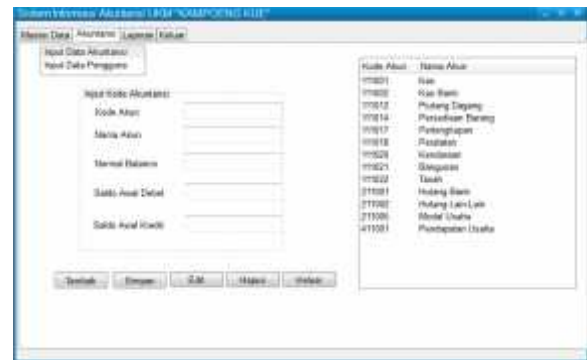 Sistem Informasi Akuntansi UKM "KAMPOENG KUE"
Master Data Akuntansi Laporan Keluar
Input Data Akuntansi
Input Data Pengguna
Input Kode Akuntansi
Kode Akun
Nama Akun
Normal Balance
Saldo Awal Debet
Saldo Awal Kredit
Tambah Simpan Edit Hapus Keluar
Kode Akun Nama Akun
111001 Kas
111002 Kas Bank
111012 Piutang Dagang
111014 Persediaan Barang
111017 Perlengkapan
111018 Peralatan
111020 Kendaraan
111021 Bangunan
111022 Tanah
211001 Hutang Bank
211002 Hutang Lain-Lain
211005 Modal Usaha
411001 Pendapatan Usaha